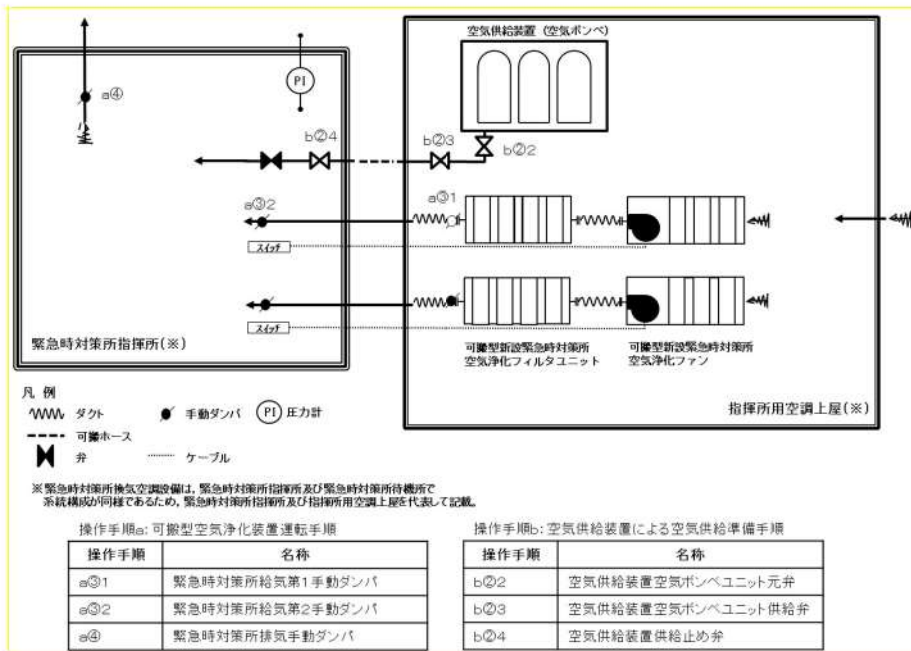 空気供給装置（空気ボンベ）
PI
a④
b②4
b②3
b②2
a③2
a③1
スイッチ
スイッチ
緊急時対策所指揮所(※)
可搬型新設緊急時対策所
空気浄化フィルタユニット
可搬型新設緊急時対策所
空気浄化ファン
指揮所用空調上屋(※)
凡 例
ダクト
手動ダンパ
PI 圧力計
可搬ホース
弁
ケーブル
※緊急時対策所換気空調設備は，緊急時対策所指揮所及び緊急時対策所待機所で
系統構成が同様であるため，緊急時対策所指揮所及び指揮所用空調上屋を代表して記載。
操作手順a：可搬型空気浄化装置運転手順
操作手順 名称
a③1 緊急時対策所給気第1手動ダンパ
a③2 緊急時対策所給気第2手動ダンパ
a④ 緊急時対策所排気手動ダンパ
操作手順b：空気供給装置による空気供給準備手順
操作手順 名称
b②2 空気供給装置空気ボンベユニット元弁
b②3 空気供給装置空気ボンベユニット供給弁
b②4 空気供給装置供給止め弁